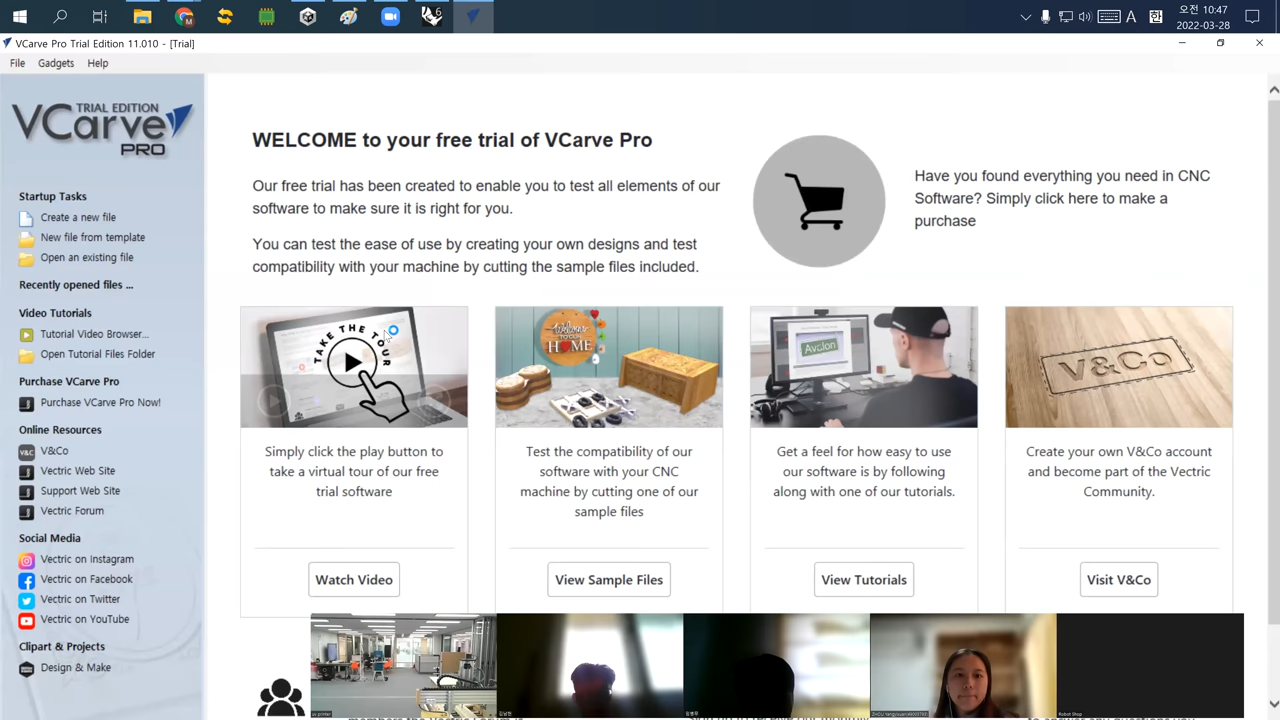 6
A
한
오전 10:47
2022-03-28
VCarve Pro Trial Edition 11.010 - [Trial]
File Gadgets Help
TRIAL EDITION
VCarve
PRO
Startup Tasks
Create a new file
New file from template
Open an existing file
Recently opened files ...
Video Tutorials
Tutorial Video Browser...
Open Tutorial Files Folder
Purchase VCarve Pro
Purchase VCarve Pro Now!
Online Resources
V&C V&Co
Vectric Web Site
Support Web Site
Vectric Forum
Social Media
Vectric on Instagram
Vectric on Facebook
Vectric on Twitter
Vectric on YouTube
Clipart & Projects
Design & Make
WELCOME to your free trial of VCarve Pro
Our free trial has been created to enable you to test all elements of our
software to make sure it is right for you.
You can test the ease of use by creating your own designs and test
compatibility with your machine by cutting the sample files included.
Have you found everything you need in CNC
Software? Simply click here to make a
purchase
TAKE THE TOUR
Simply click the play button to
take a virtual tour of our free
trial software
Watch Video
Welcome
HOME
Test the compatibility of our
software with your CNC
machine by cutting one of our
sample files
View Sample Files
Avalon
Get a feel for how easy to use
our software is by following
along with one of our tutorials.
View Tutorials
V&Co
Create your own V&Co account
and become part of the Vectric
Community.
Visit V&Co
uv printer
Robot Shop